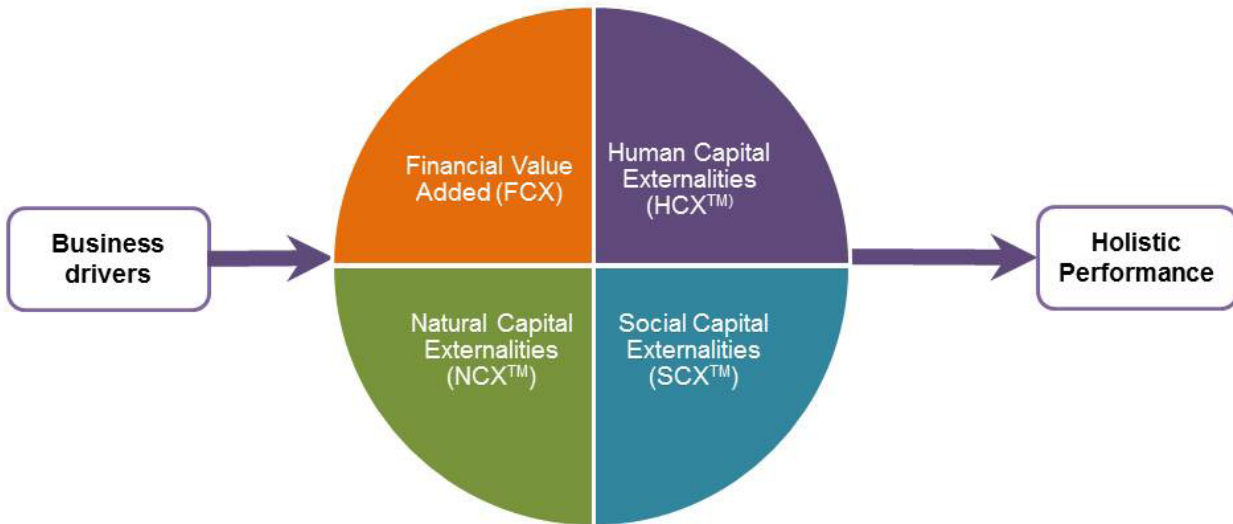 Business
drivers
Financial Value
Added (FCX)
Human Capital
Externalities
(HCX™)
Natural Capital
Externalities
(NCX™)
Social Capital
Externalities
(SCX™)
Holistic
Performance